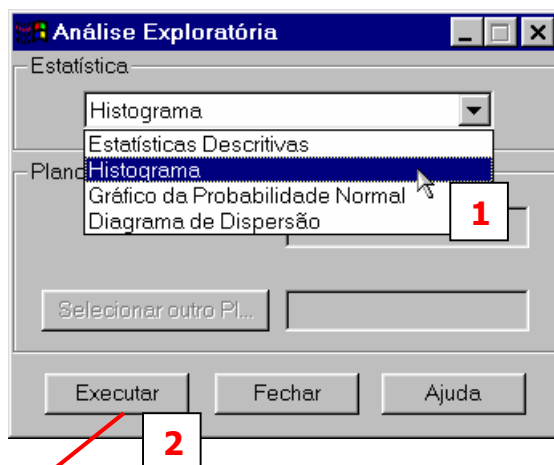 Análise Exploratória
Estatística
Histograma
Estatísticas Descritivas
Histograma
Gráfico da Probabilidade Normal
Diagrama de Dispersão
1
Selecionar outro Pl...
Executar
Fechar
Ajuda
2